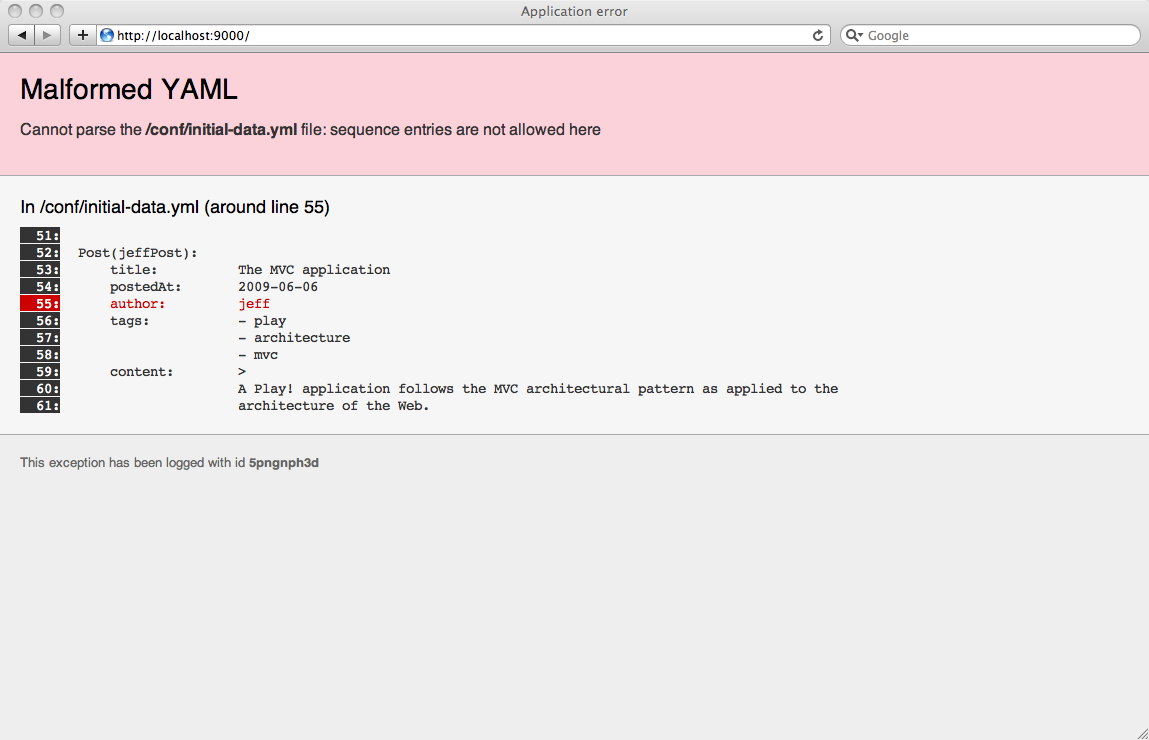 Application error
http://localhost:9000/
Google
Malformed YAML
Cannot parse the /conf/initial-data.yml file: sequence entries are not allowed here
In /conf/initial-data.yml (around line 55)
51:
52: Post(jeffPost):
53: title: The MVC application
54: postedAt: 2009-06-06
55: author: jeff
56: tags: - play
57: - architecture
58: - mvc
59: content: >
60: A Play! application follows the MVC architectural pattern as applied to the
61: architecture of the Web.
This exception has been logged with id 5pngnph3d